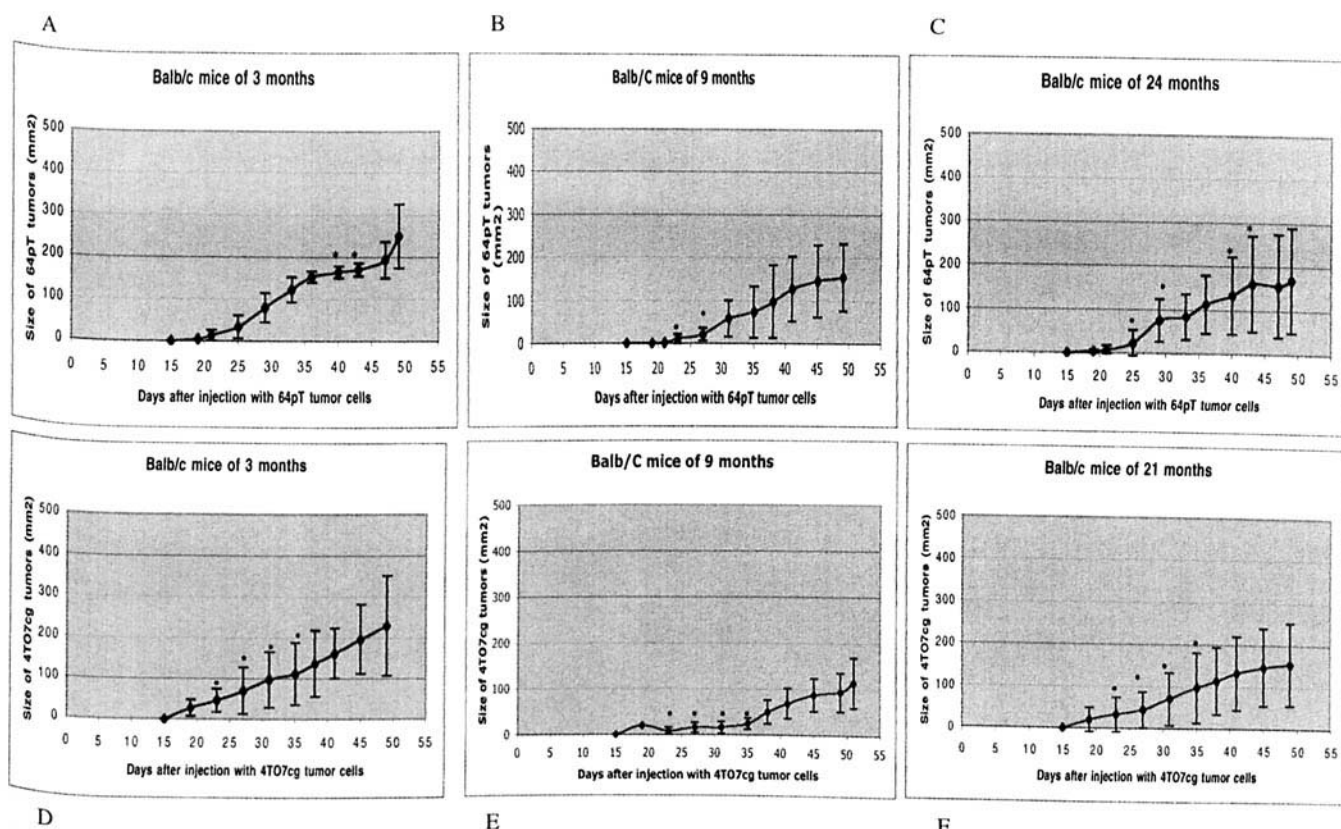 A
B
C
Balb/c mice of 3 months
Size of 64pT tumors (mm2)
500
400
300
200
100
0
* *
0 5 10 15 20 25 30 35 40 45 50 55
Days after injection with 64pT tumor cells
Balb/C mice of 9 months
Size of 64pT tumors
(mm2)
500
400
300
200
100
0
* *
0 5 10 15 20 25 30 35 40 45 50 55
Days after injection with 64pT tumor cells
Balb/c mice of 24 months
Size of 64pT tumors (mm2)
500
400
300
200
100
0
* * * *
0 5 10 15 20 25 30 35 40 45 50 55
Days after injection with 64pT tumor cells
Balb/c mice of 3 months
Size of 4TO7cg tumors (mm2)
500
400
300
200
100
0
* * * *
0 5 10 15 20 25 30 35 40 45 50 55
Days after injection with 4TO7cg tumor cells
Balb/C mice of 9 months
Size of 4TO7cg tumors (mm2)
500
400
300
200
100
0
* * * *
0 5 10 15 20 25 30 35 40 45 50 55
Days after injection with 4TO7cg tumor cells
Balb/c mice of 21 months
Size of 4TO7cg tumors (mm2)
500
400
300
200
100
0
* * * *
0 5 10 15 20 25 30 35 40 45 50 55
Days after injection with 4TO7cg tumor cells
D
E